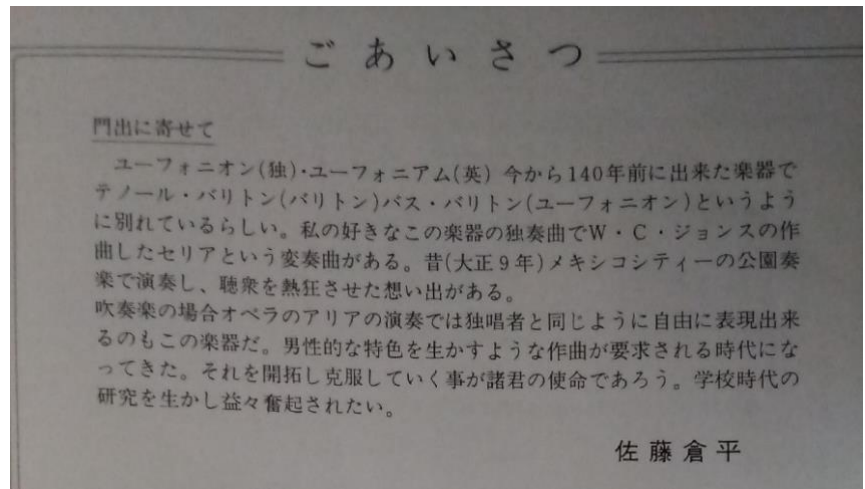 ごあいさつ
門出に寄せて
ユーフォニオン(独)・ユーフォニアム(英) 今から140年前に出来た楽器で
テノール・バリトン(バリトン)バス・バリトン(ユーフォニオン)というよう
に別れているらしい。私の好きなこの楽器の独奏曲でW・C・ジョンスの作
曲したセリアという変奏曲がある。昔(大正9年)メキシコシティーの公園奏
楽で演奏し、聴衆を熱狂させた想い出がある。
吹奏楽の場合オペラのアリアの演奏では独唱者と同じように自由に表現出来
るのもこの楽器だ。男性的な特色を生かすような作曲が要求される時代にな
ってきた。それを開拓し克服していく事が諸君の使命であろう。学校時代の
研究を生かし益々奮起されたい。
佐藤倉平